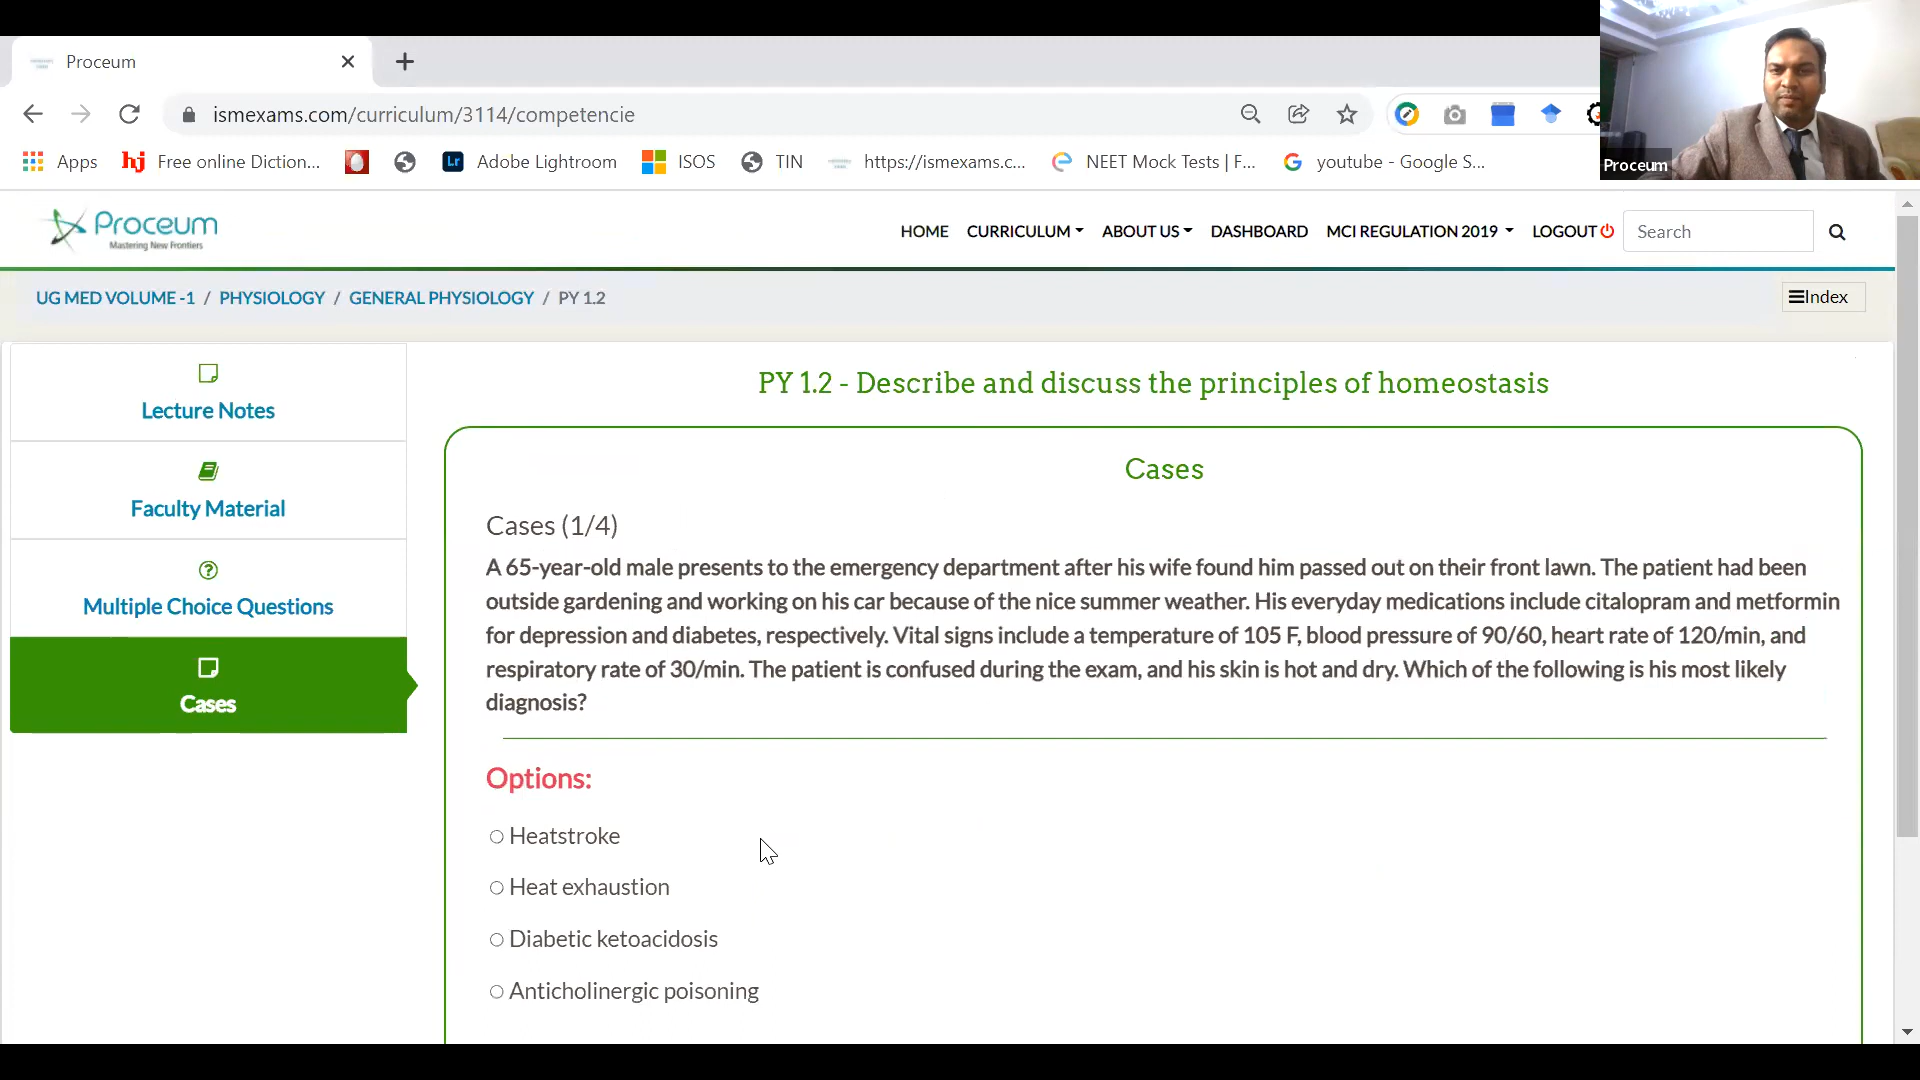 Proceum
ismexams.com/curriculum/3114/competencie
Apps
hj
Free online Diction...
Lr
Adobe Lightroom
ISOS
TIN
https://ismexams.c...
NEET Mock Tests | F...
youtube - Google S...
Proceum
Proceum
Mastering New Frontiers
HOME
CURRICULUM
ABOUT US
DASHBOARD
MCI REGULATION 2019
LOGOUT
Search
UG MED VOLUME -1 / PHYSIOLOGY / GENERAL PHYSIOLOGY / PY 1.2
Index
Lecture Notes
Faculty Material
Multiple Choice Questions
Cases
PY 1.2 - Describe and discuss the principles of homeostasis
Cases
Cases (1/4)
A 65-year-old male presents to the emergency department after his wife found him passed out on their front lawn. The patient had been
outside gardening and working on his car because of the nice summer weather. His everyday medications include citalopram and metformin
for depression and diabetes, respectively. Vital signs include a temperature of 105 F, blood pressure of 90/60, heart rate of 120/min, and
respiratory rate of 30/min. The patient is confused during the exam, and his skin is hot and dry. Which of the following is his most likely
diagnosis?
Options:
Heatstroke
Heat exhaustion
Diabetic ketoacidosis
Anticholinergic poisoning